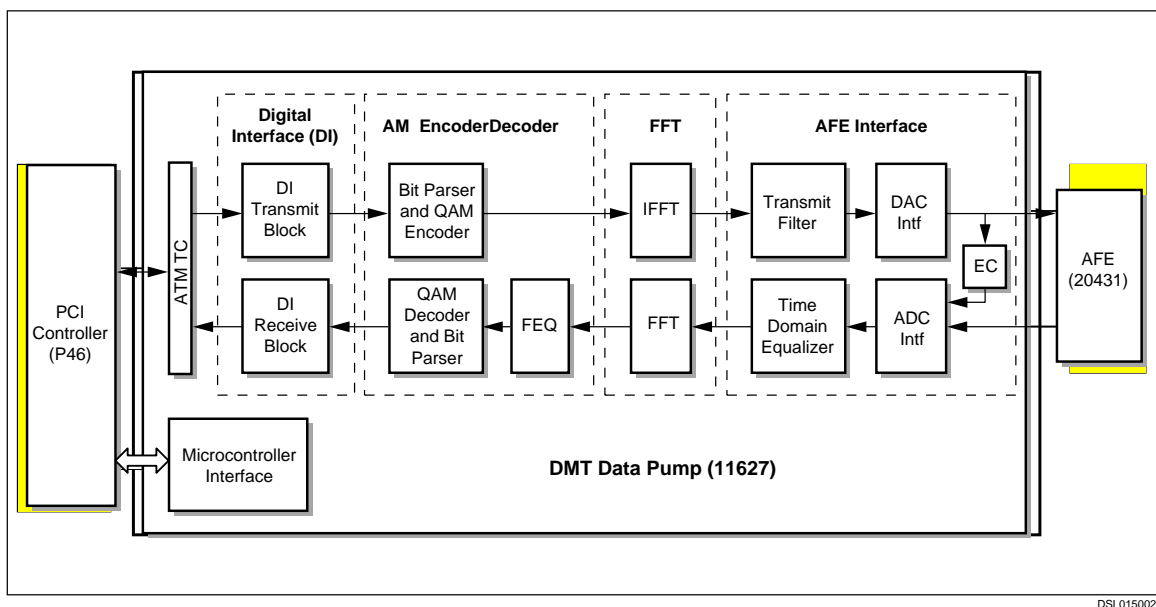 Digital
Interface (DI)
AM  EncoderDecoder
FFT
AFE Interface
PCI
Controller
(P46)
ATM TC
DI
Transmit
Block
Bit Parser
and QAM
Encoder
IFFT
Transmit
Filter
DAC
Intf
EC
AFE
(20431)
DI
Receive
Block
QAM
Decoder
and Bit
Parser
FEQ
FFT
Time
Domain
Equalizer
ADC
Intf
Microcontroller
Interface
DMT Data Pump (11627)
DSL015002